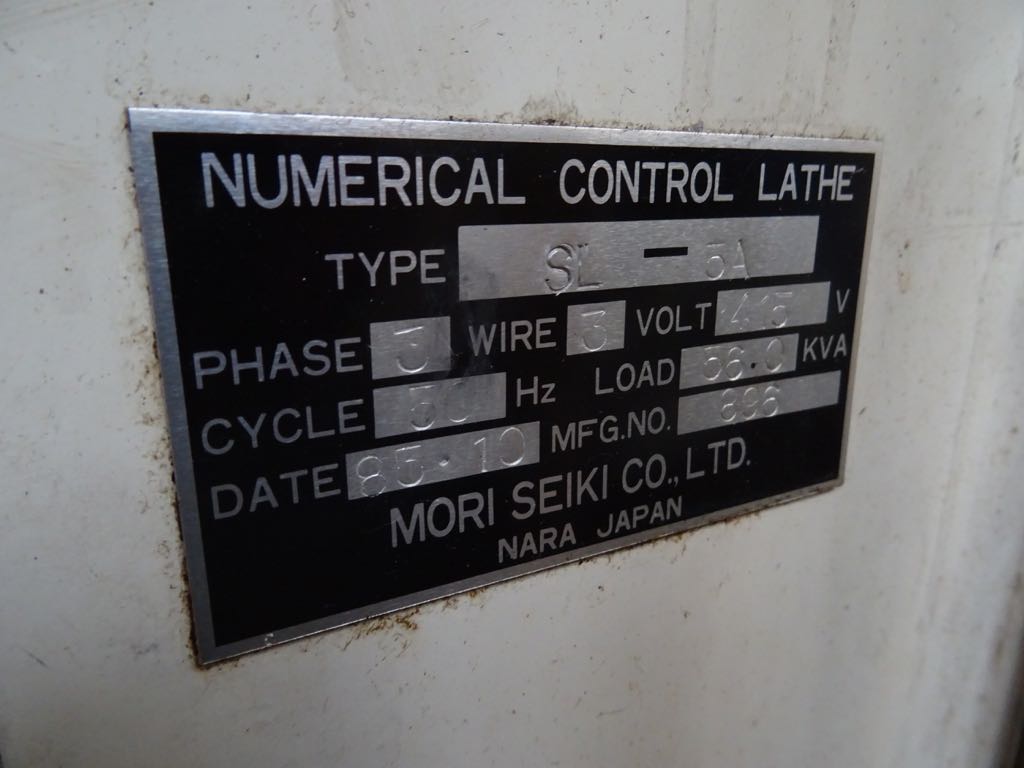 NUMERICAL CONTROL LATHE
TYPE SL - 5A
PHASE 3 WIRE 3 VOLT 415 V
CYCLE 50 Hz LOAD 56.0 KVA
DATE 85.10 MFG.NO. 896
MORI SEIKI CO., LTD.
NARA JAPAN